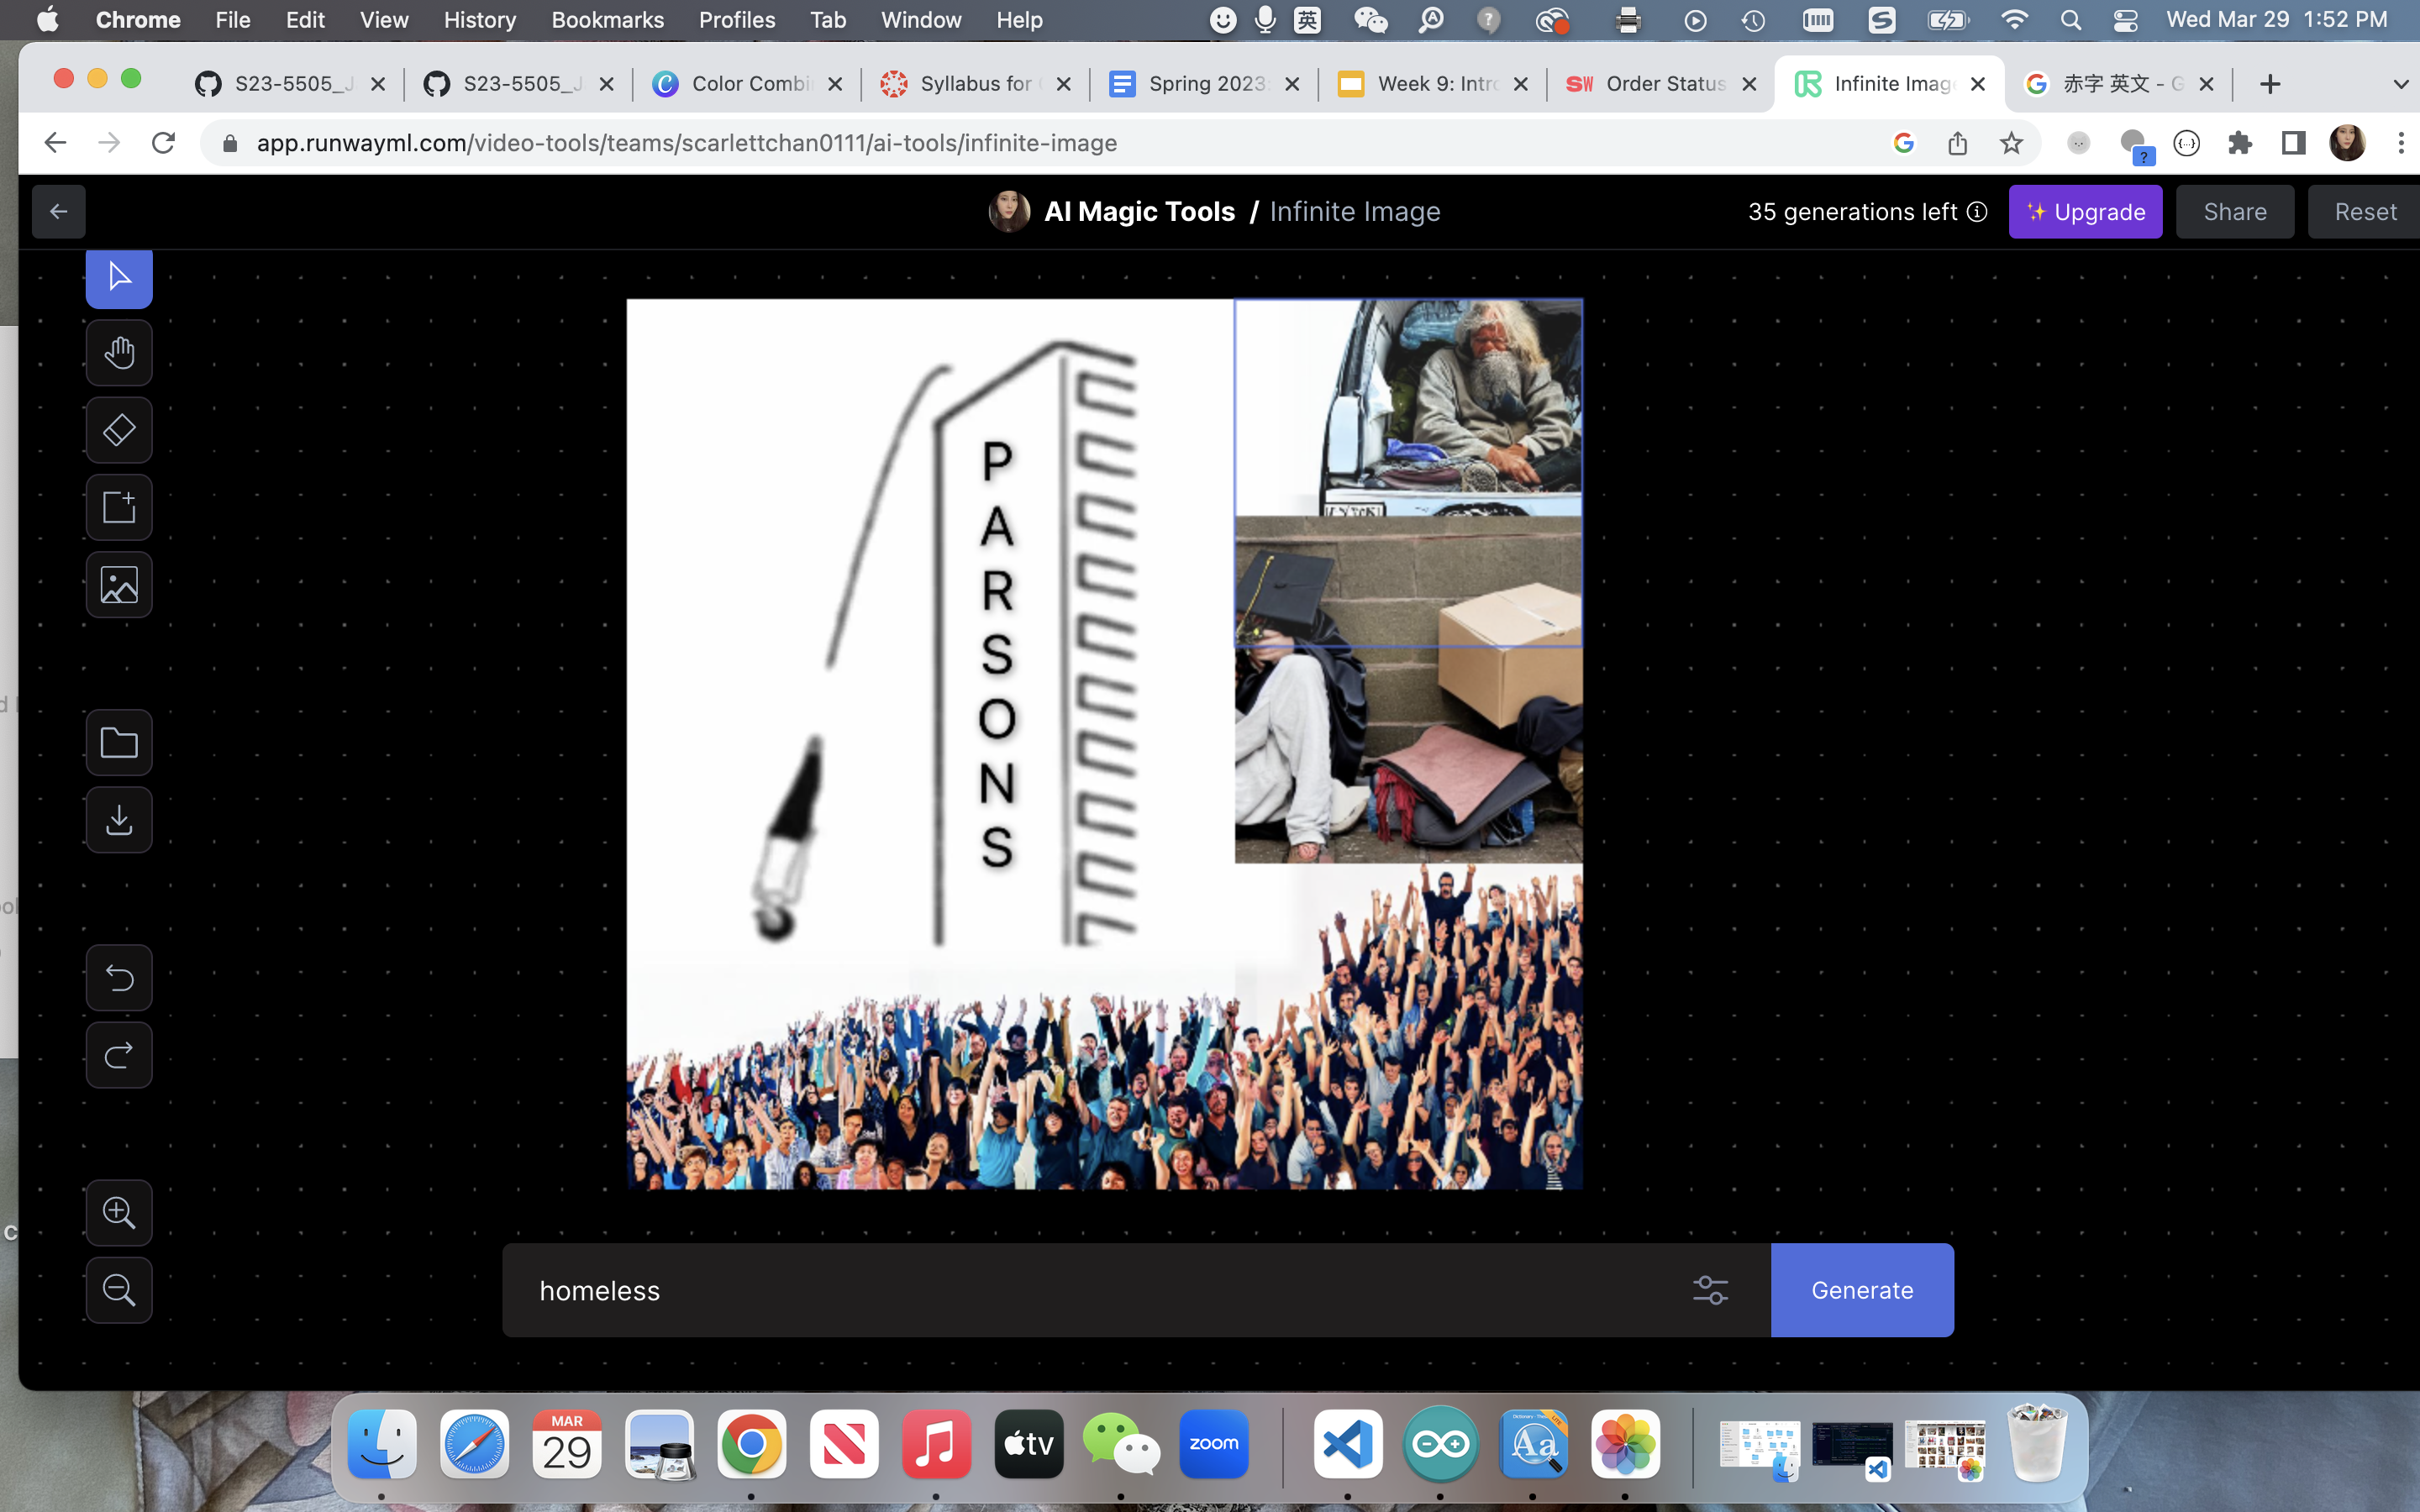 Chrome File Edit View History Bookmarks Profiles Tab Window Help
英
Wed Mar 29 1:52 PM
S23-5505_J
S23-5505_J
Color Combi
Syllabus for
Spring 2023:
Week 9: Intro
SW Order Status
Infinite Imag
赤字 英文 - G
app.runwayml.com/video-tools/teams/scarlettchan0111/ai-tools/infinite-image
AI Magic Tools / Infinite Image
35 generations left
Upgrade
Share
Reset
P
A
R
S
O
N
S
homeless
Generate
MAR
29
tv
zoom
Aa